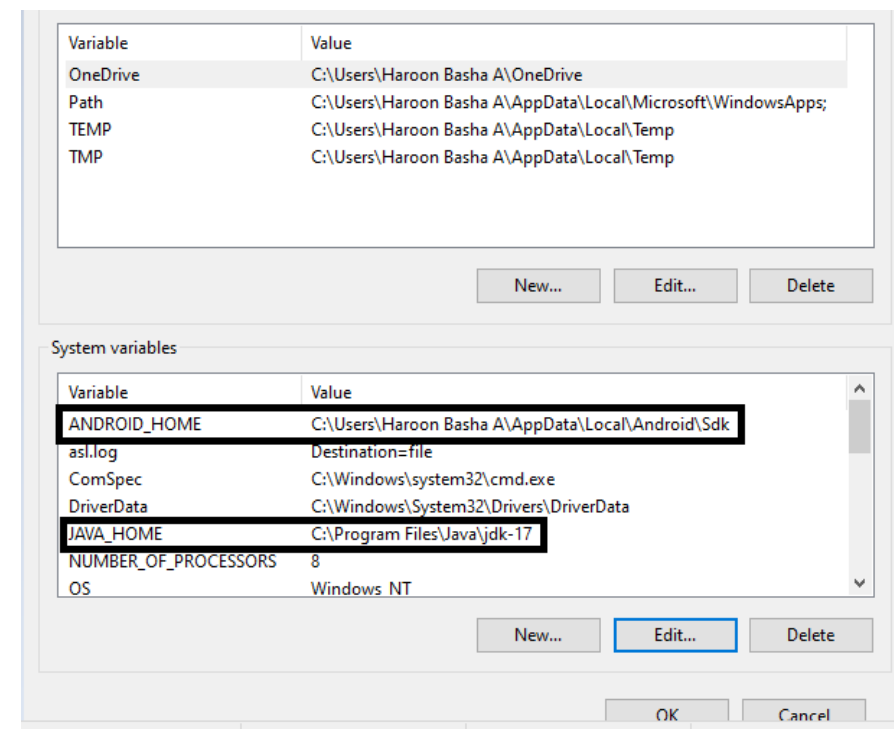 Variable Value
OneDrive C:\Users\Haroon Basha A\OneDrive
Path C:\Users\Haroon Basha A\AppData\Local\Microsoft\WindowsApps;
TEMP C:\Users\Haroon Basha A\AppData\Local\Temp
TMP C:\Users\Haroon Basha A\AppData\Local\Temp
New... Edit... Delete
System variables
Variable Value
ANDROID_HOME C:\Users\Haroon Basha A\AppData\Local\Android\Sdk
asl.log Destination=file
ComSpec C:\Windows\system32\cmd.exe
DriverData C:\Windows\System32\Drivers\DriverData
JAVA_HOME C:\Program Files\Java\jdk-17
NUMBER_OF_PROCESSORS 8
OS Windows_NT
New... Edit... Delete
OK Cancel